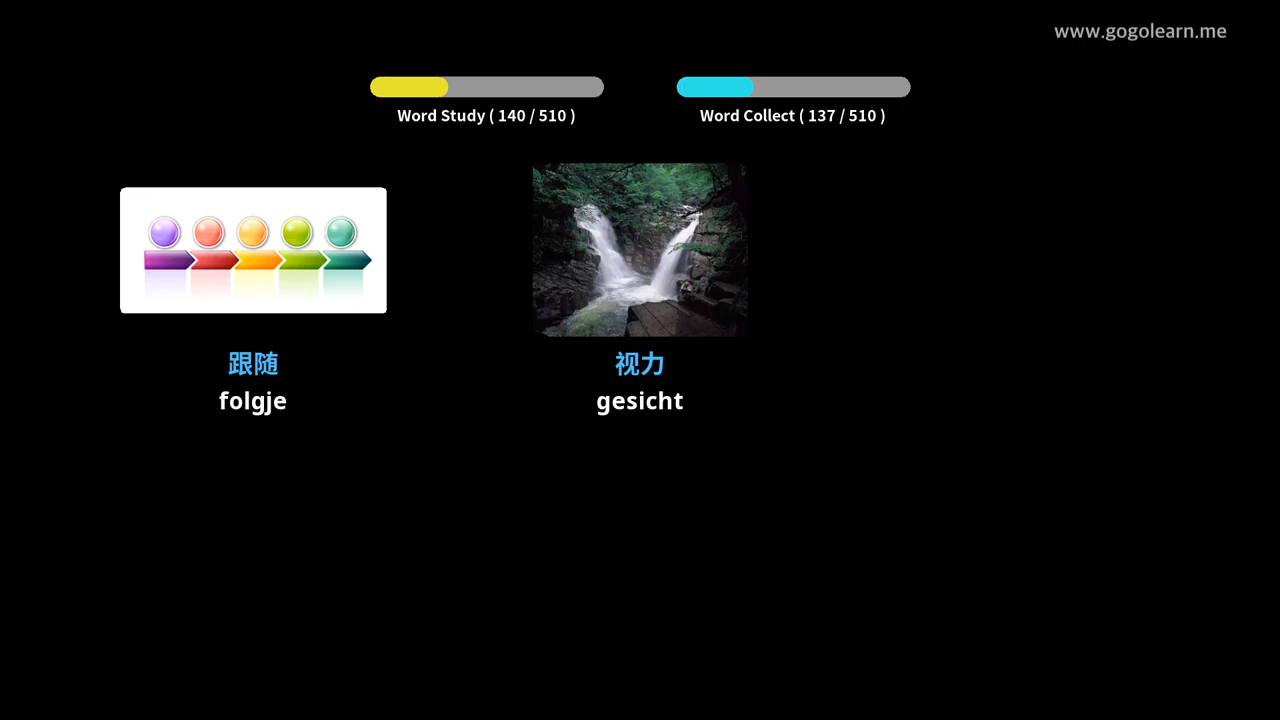 www.gogolearn.me
Word Study ( 140 / 510 )
Word Collect ( 137 / 510 )
跟随
folgje
视力
gesicht